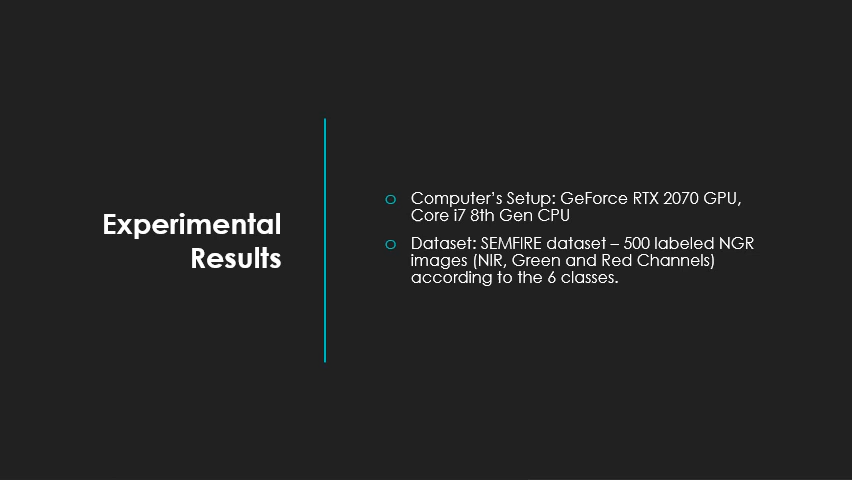 Experimental
Results
o Computer's Setup: GeForce RTX 2070 GPU,
Core i7 8th Gen CPU
o Dataset: SEMFIRE dataset – 500 labeled NGR
images (NIR, Green and Red Channels)
according to the 6 classes.